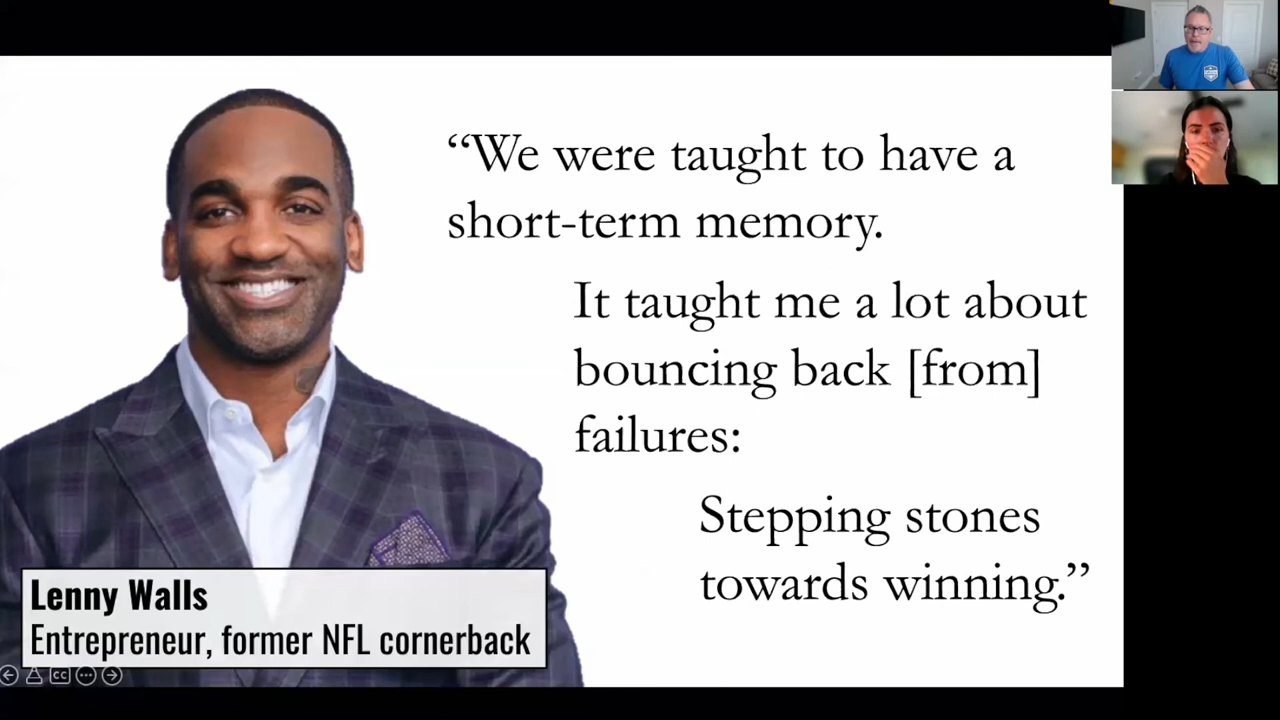 “We were taught to have a
short-term memory.
It taught me a lot about
bouncing back [from]
failures:
Stepping stones
towards winning.”
Lenny Walls
Entrepreneur, former NFL cornerback
CC